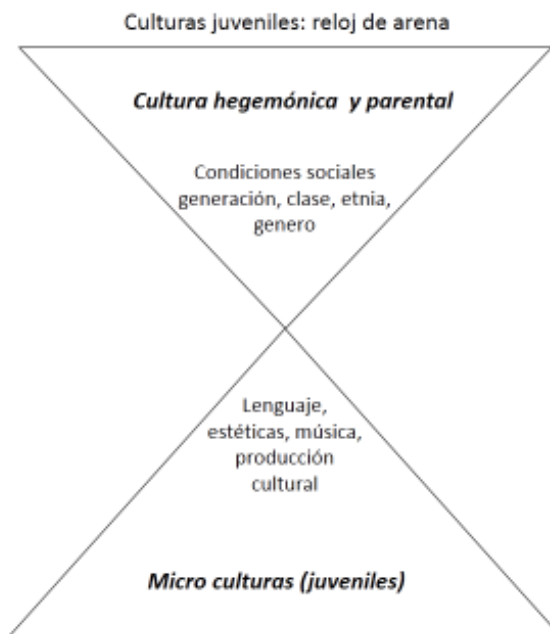 Culturas juveniles: reloj de arena
Cultura hegemónica y parental
Condiciones sociales
generación, clase, etnia,
genero
Lenguaje,
estéticas, música,
producción
cultural
Micro culturas (juveniles)